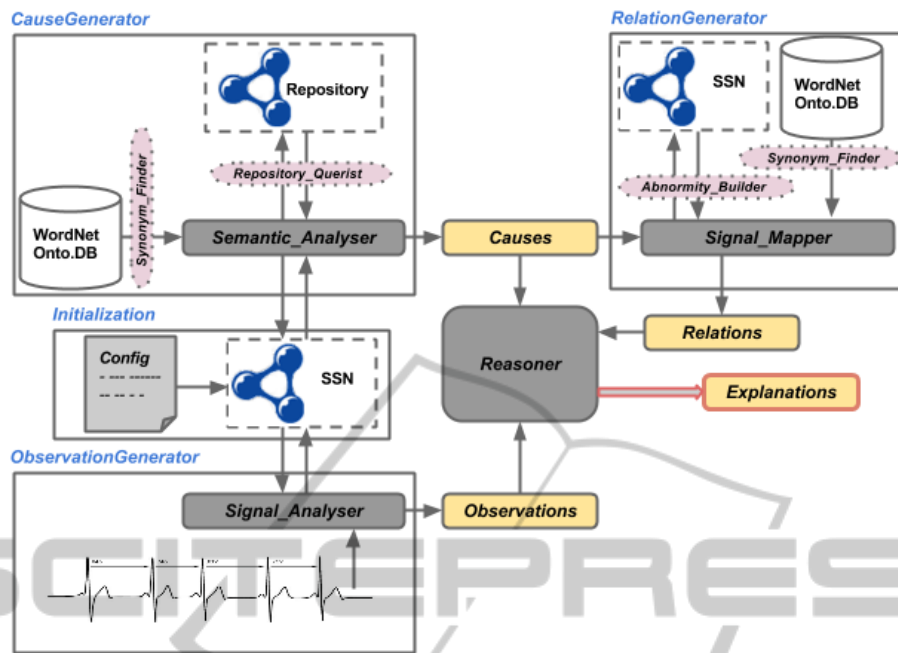 CauseGenerator
RelationGenerator
Repository
SSN
WordNet
Onto.DB
Synonym_Finder
Repository_Querist
Synonym_Finder
Abnormity_Builder
WordNet
Onto.DB
Semantic_Analyser
Causes
Signal_Mapper
Initialization
Config
SSN
Reasoner
Relations
Explanations
ObservationGenerator
Signal_Analyser
Observations
SCITEPRESS